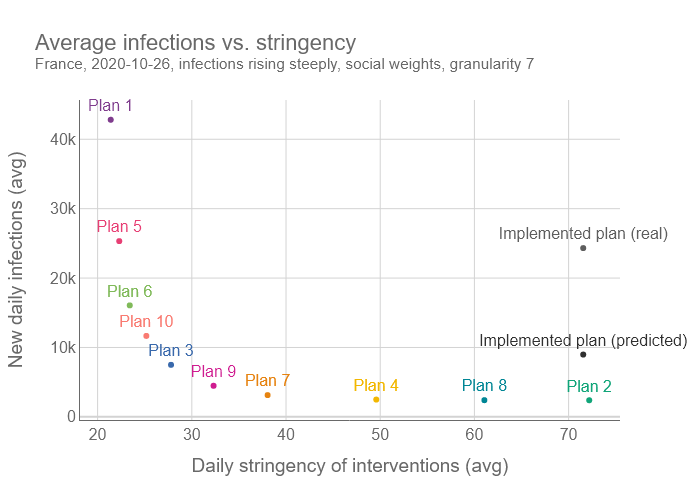 Average infections vs. stringency
France, 2020-10-26, infections rising steeply, social weights, granularity 7
New daily infections (avg)
40k
30k
20k
10k
0
Plan 1
Plan 5
Implemented plan (real)
Plan 6
Plan 10
Implemented plan (predicted)
Plan 3
Plan 9
Plan 7
Plan 4
Plan 8
Plan 2
20
30
40
50
60
70
Daily stringency of interventions (avg)